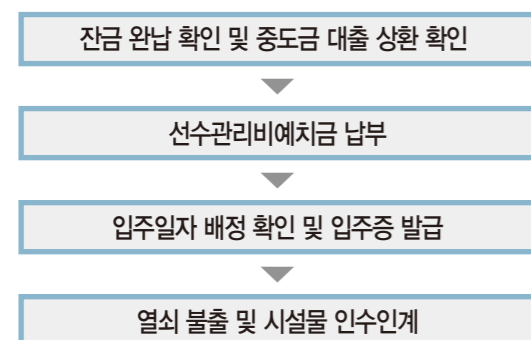 잔금 완납 확인 및 중도금 대출 상환 확인
선수관리비예치금 납부
입주일자 배정 확인 및 입주증 발급
열쇠 불출 및 시설물 인수인계